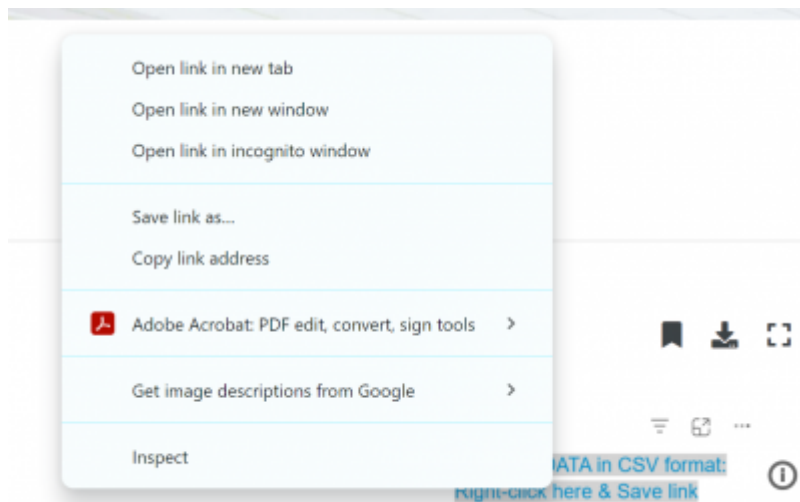 Open link in new tab
Open link in new window
Open link in incognito window
Save link as...
Copy link address
Adobe Acrobat: PDF edit, convert, sign tools
Get image descriptions from Google
Inspect
DATA in CSV format:
Right-click here & Save link